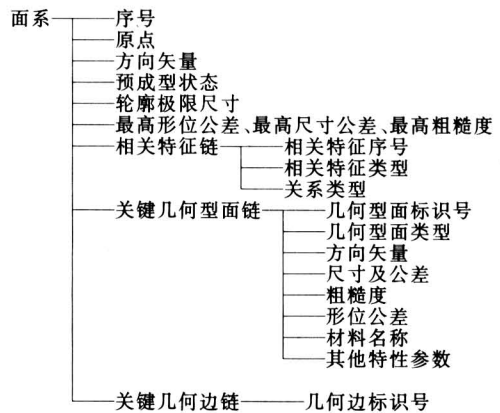 面系 序号
原点
方向矢量
预成型状态
轮廓极限尺寸
最高形位公差、最高尺寸公差、最高粗糙度
相关特征链 相关特征序号
相关特征类型
关系类型
关键几何型面链 几何型面标识号
几何型面类型
方向矢量
尺寸及公差
粗糙度
形位公差
材料名称
其他特性参数
关键几何边链 几何边标识号